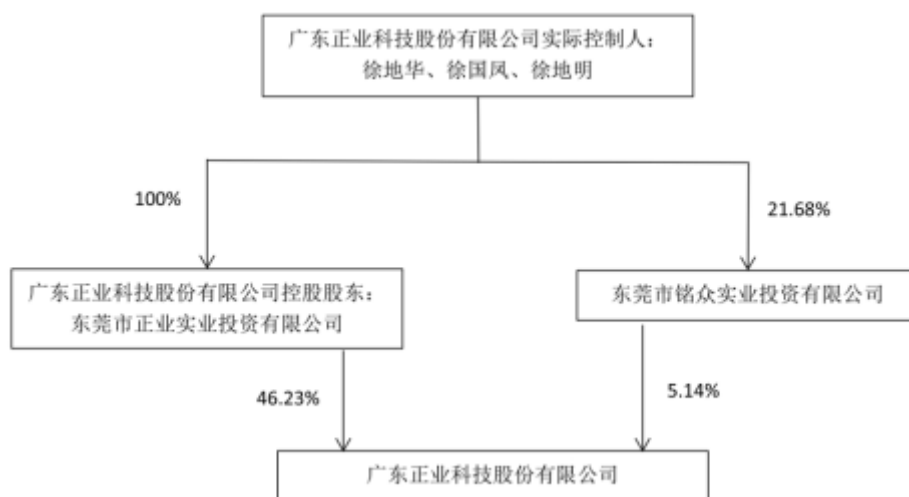 广东正业科技股份有限公司实际控制人：
徐地华、徐国凤、徐地明
100%
21.68%
广东正业科技股份有限公司控股股东：
东莞市正业实业投资有限公司
东莞市铭众实业投资有限公司
46.23%
5.14%
广东正业科技股份有限公司